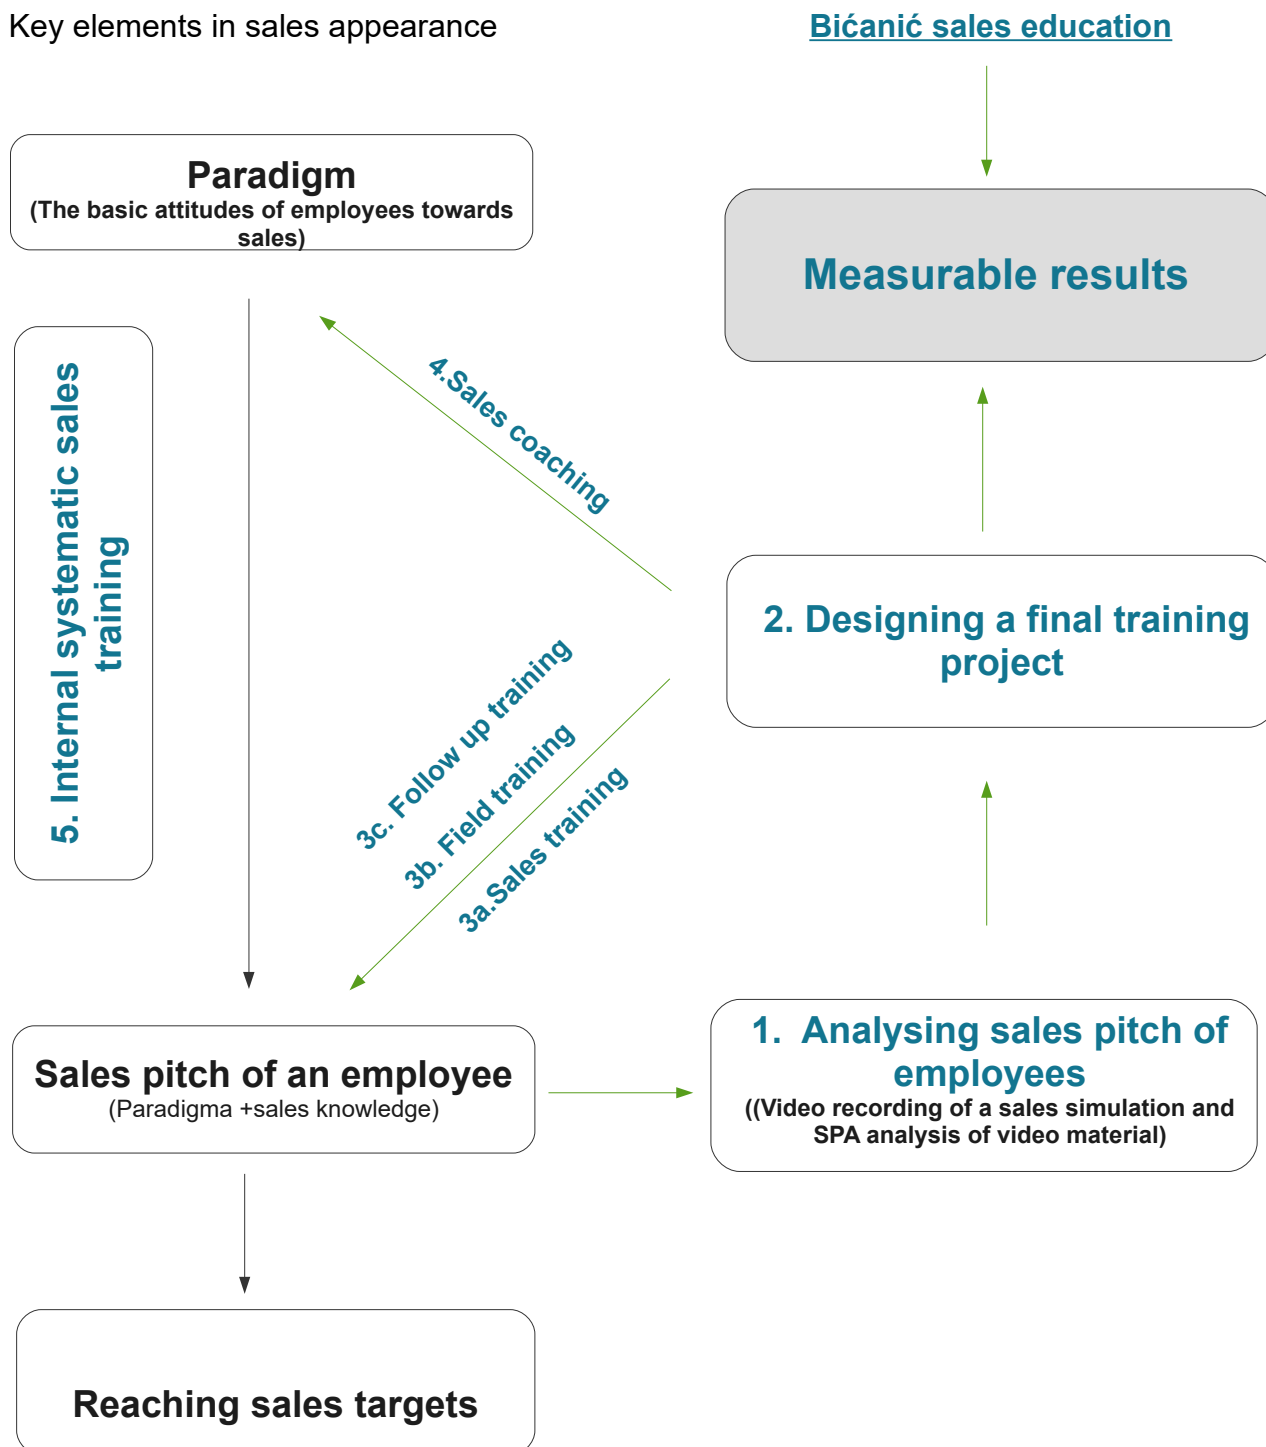 Key elements in sales appearance
Bićanić sales education
Paradigm
(The basic attitudes of employees towards
sales)
Measurable results
4.Sales coaching
5. Internal systematic sales
training
2. Designing a final training
project
3c. Follow up training
3b. Field training
3a.Sales training
Sales pitch of an employee
(Paradigma +sales knowledge)
1. Analysing sales pitch of
employees
((Video recording of a sales simulation and
SPA analysis of video material)
Reaching sales targets